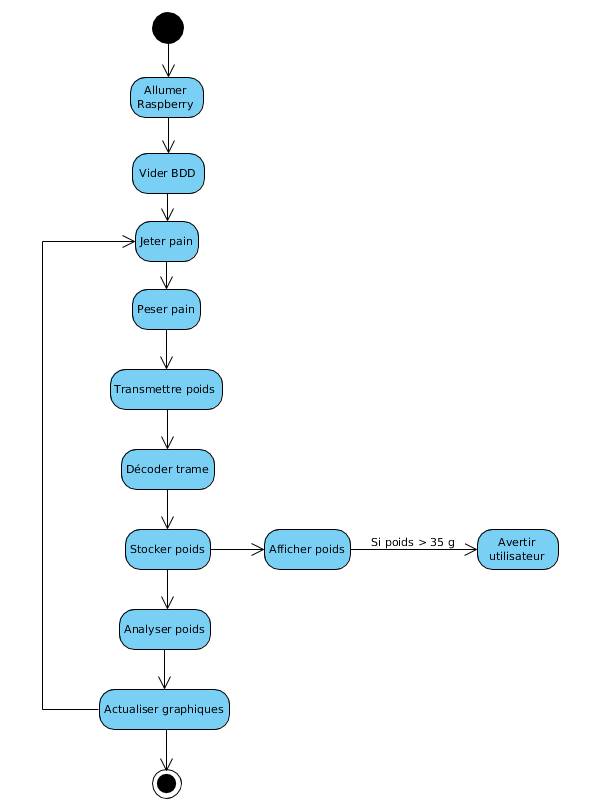 Allumer
Raspberry
Vider BDD
Jeter pain
Peser pain
Transmettre poids
Décoder trame
Stocker poids
Afficher poids
Si poids > 35 g
Avertir
utilisateur
Analyser poids
Actualiser graphiques